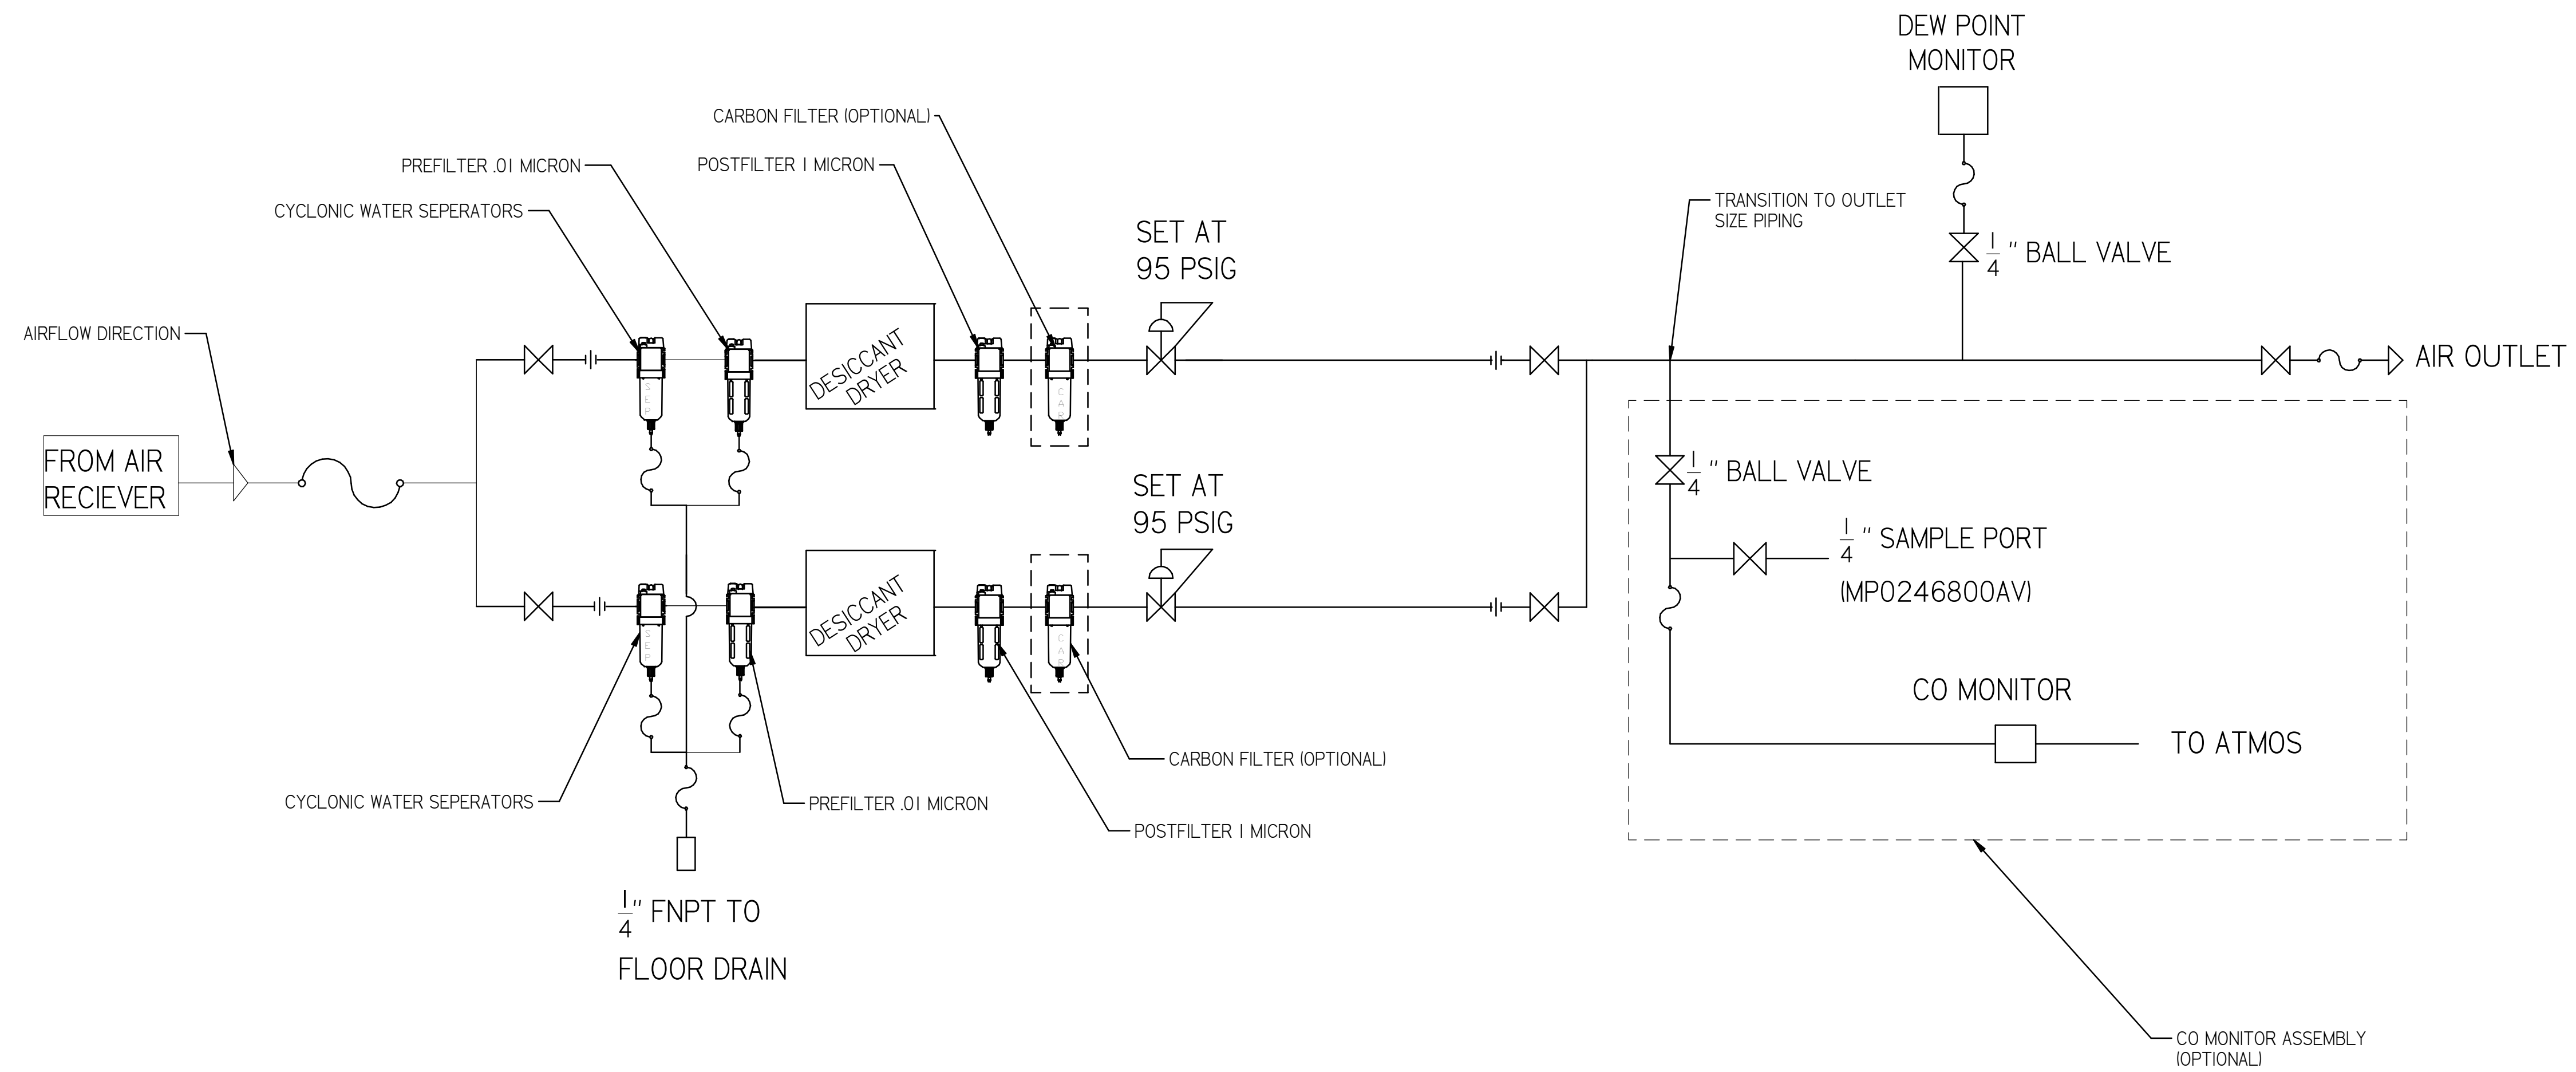 DEW POINT
MONITOR
CARBON FILTER (OPTIONAL)
PREFILTER .01 MICRON
POSTFILTER 1 MICRON
CYCLONIC WATER SEPERATORS
TRANSITION TO OUTLET
SIZE PIPING
SET AT
95 PSIG
1/4 " BALL VALVE
AIRFLOW DIRECTION
DESICCANT
DRYER
AIR OUTLET
SEP
CAR
FROM AIR
RECIEVER
1/4 " BALL VALVE
SET AT
95 PSIG
1/4 " SAMPLE PORT
(MP0246800AV)
DESICCANT
DRYER
SEP
CAR
CO MONITOR
TO ATMOS
CARBON FILTER (OPTIONAL)
CYCLONIC WATER SEPERATORS
PREFILTER .01 MICRON
POSTFILTER 1 MICRON
1/4" FNPT TO
FLOOR DRAIN
CO MONITOR ASSEMBLY
(OPTIONAL)